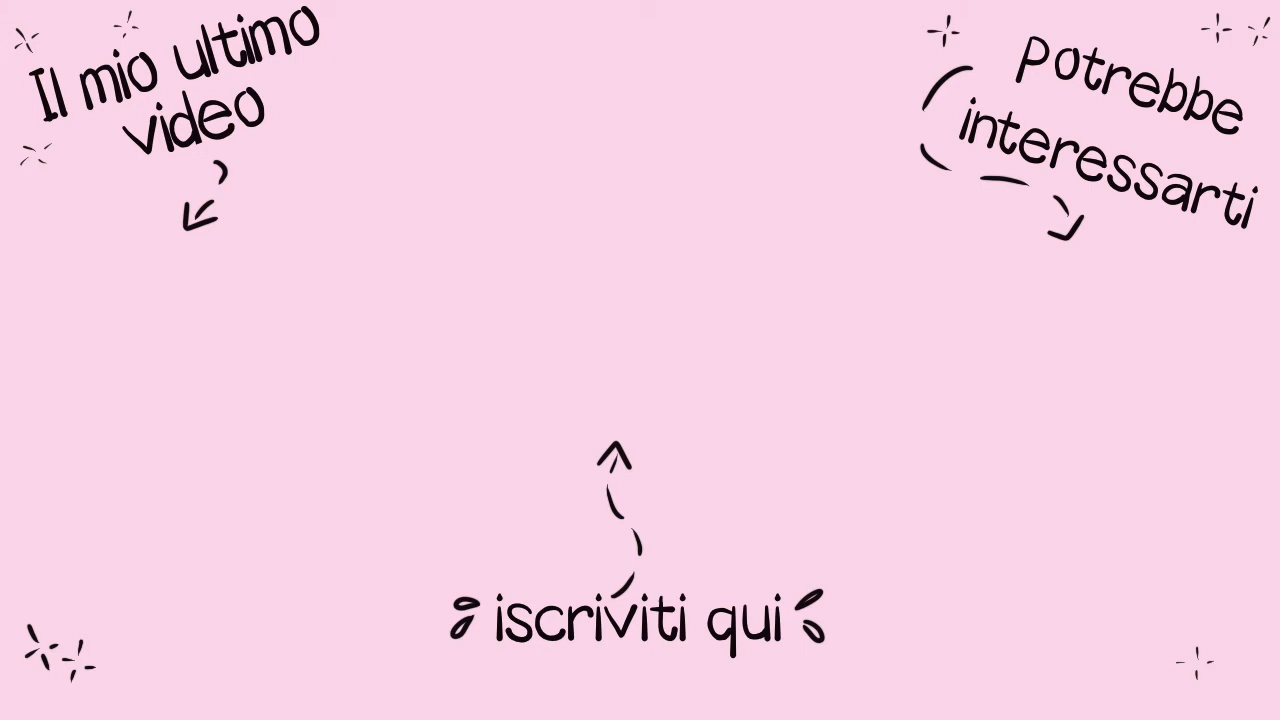 Il mio ultimo
video
Potrebbe
interessarti
iscriviti qui